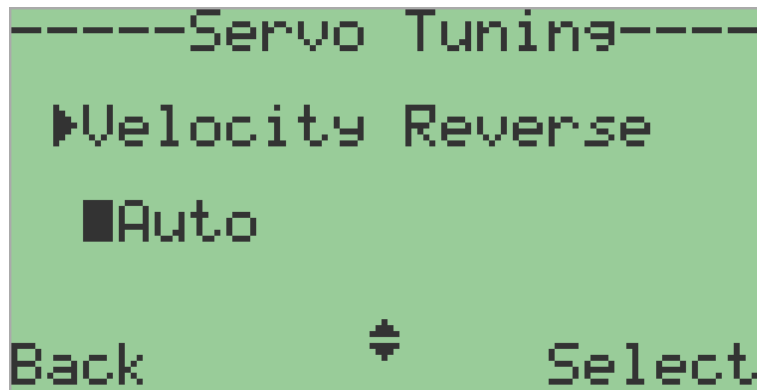 -----Servo Tuning----
Velocity Reverse
Auto
Back Select